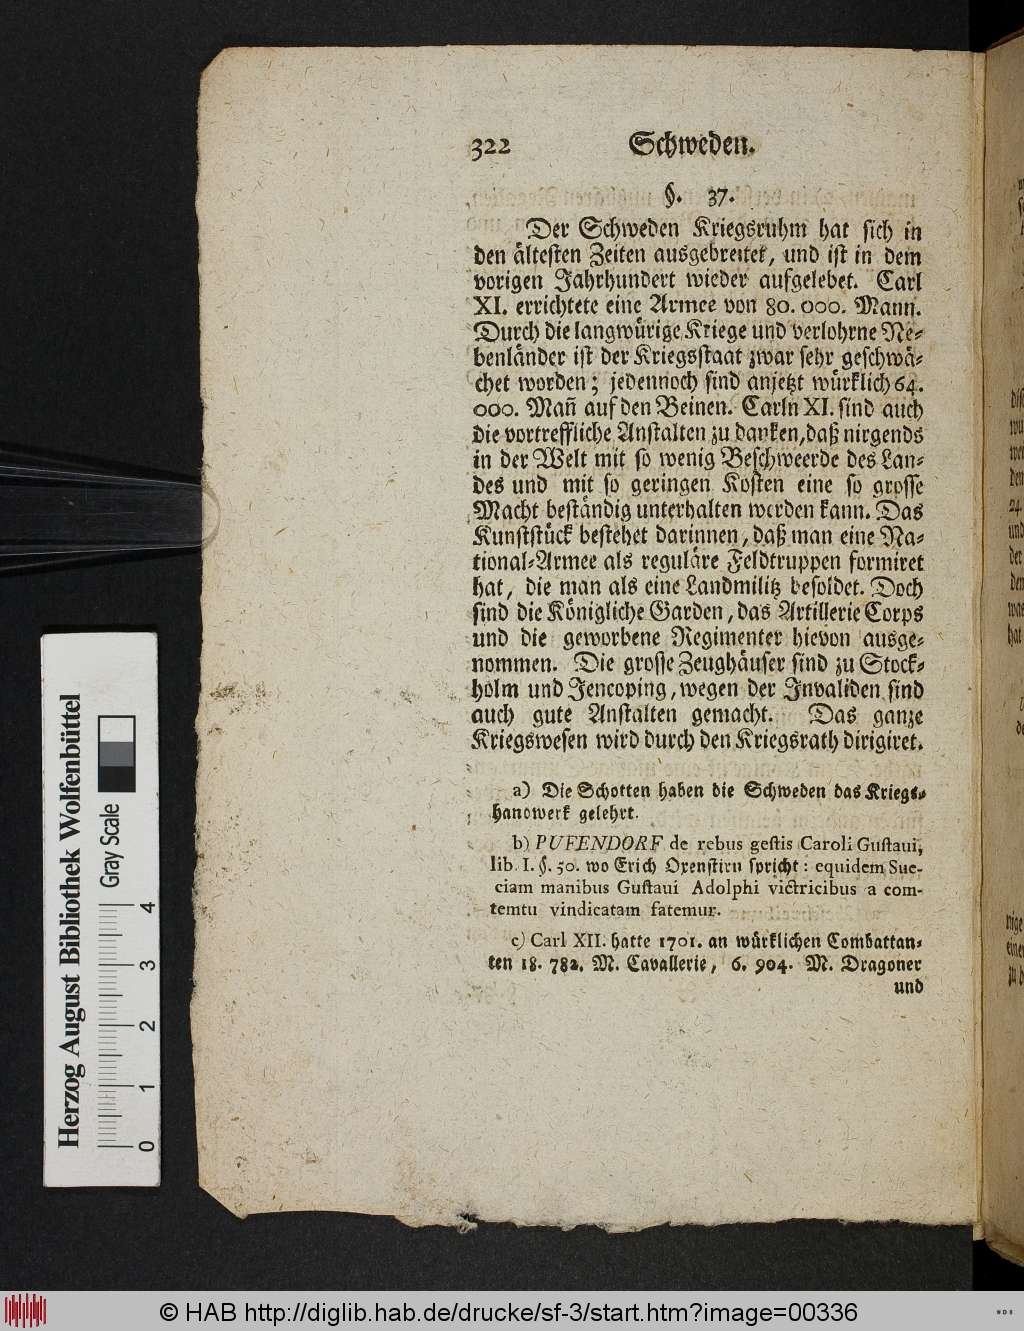 322 Schweden.
§. 37.
Der Schweden Kriegsruhm hat sich in
den ältesten Zeiten ausgebreitet, und ist in dem
vorigen Jahrhundert wieder aufgelebet. Carl
XI. errichtete eine Armee von 80. 000. Mann.
Durch die langwürige Kriege und verlohrne Ne-
benländer ist der Kriegsstaat zwar sehr geschwä-
chet worden; jedennoch sind anjetzt würklich 64.
000. Mañ auf den Beinen. Carln XI. sind auch
die vortreffliche Anstalten zu danken, daß nirgends
in der Welt mit so wenig Beschweerde des Lan-
des und mit so geringen Kosten eine so grosse
Macht beständig unterhalten werden kann. Das
Kunststück bestehet darinnen, daß man eine Na-
tional-Armee als reguläre Feldtruppen formiret
hat, die man als eine Landmilitz besoldet. Doch
sind die Königliche Garden, das Artillerie Corps
und die geworbene Regimenter hievon ausge-
nommen. Die grosse Zeughäuser sind zu Stock-
holm und Jencoping, wegen der Invaliden sind
auch gute Anstalten gemacht. Das ganze
Kriegswesen wird durch den Kriegsrath dirigiret.
a) Die Schotten haben die Schweden das Kriegs-
handwerk gelehrt.
b) PUFENDORF de rebus gestis Caroli Gustaui,
lib. I. §. 50. wo Erich Oxenstirn spricht: equidem Sue-
ciam manibus Gustaui Adolphi victricibus a com-
temtu vindicatam fatemur.
c) Carl XII. hatte 1701. an würklichen Combattan-
ten 18. 782. M. Cavallerie, 6. 904. M. Dragoner
und
Herzog August Bibliothek Wolfenbüttel
Gray Scale
0 1 2 3 4
© HAB http://diglib.hab.de/drucke/sf-3/start.htm?image=00336